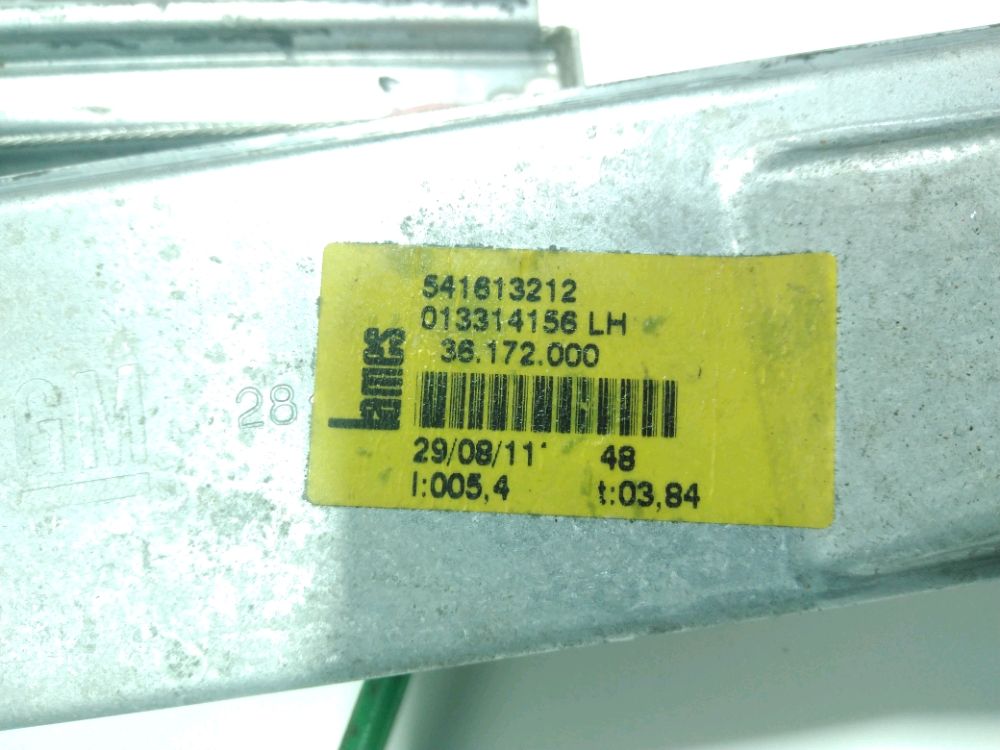 541613212
013314156 LH
36.172.000
Lames
29/08/11
48
I:005,4
t:03,84
GM
28